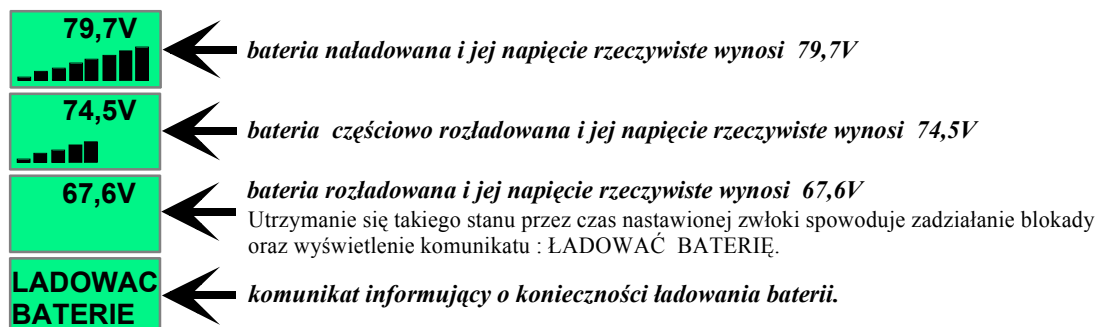 79,7V
bateria naładowana i jej napięcie rzeczywiste wynosi 79,7V
74,5V
bateria częściowo rozładowana i jej napięcie rzeczywiste wynosi 74,5V
67,6V
bateria rozładowana i jej napięcie rzeczywiste wynosi 67,6V
Utrzymanie się takiego stanu przez czas nastawionej zwłoki spowoduje zadziałanie blokady
oraz wyświetlenie komunikatu : ŁADOWAĆ BATERIĘ.
LADOWAC
BATERIE
komunikat informujący o konieczności ładowania baterii.